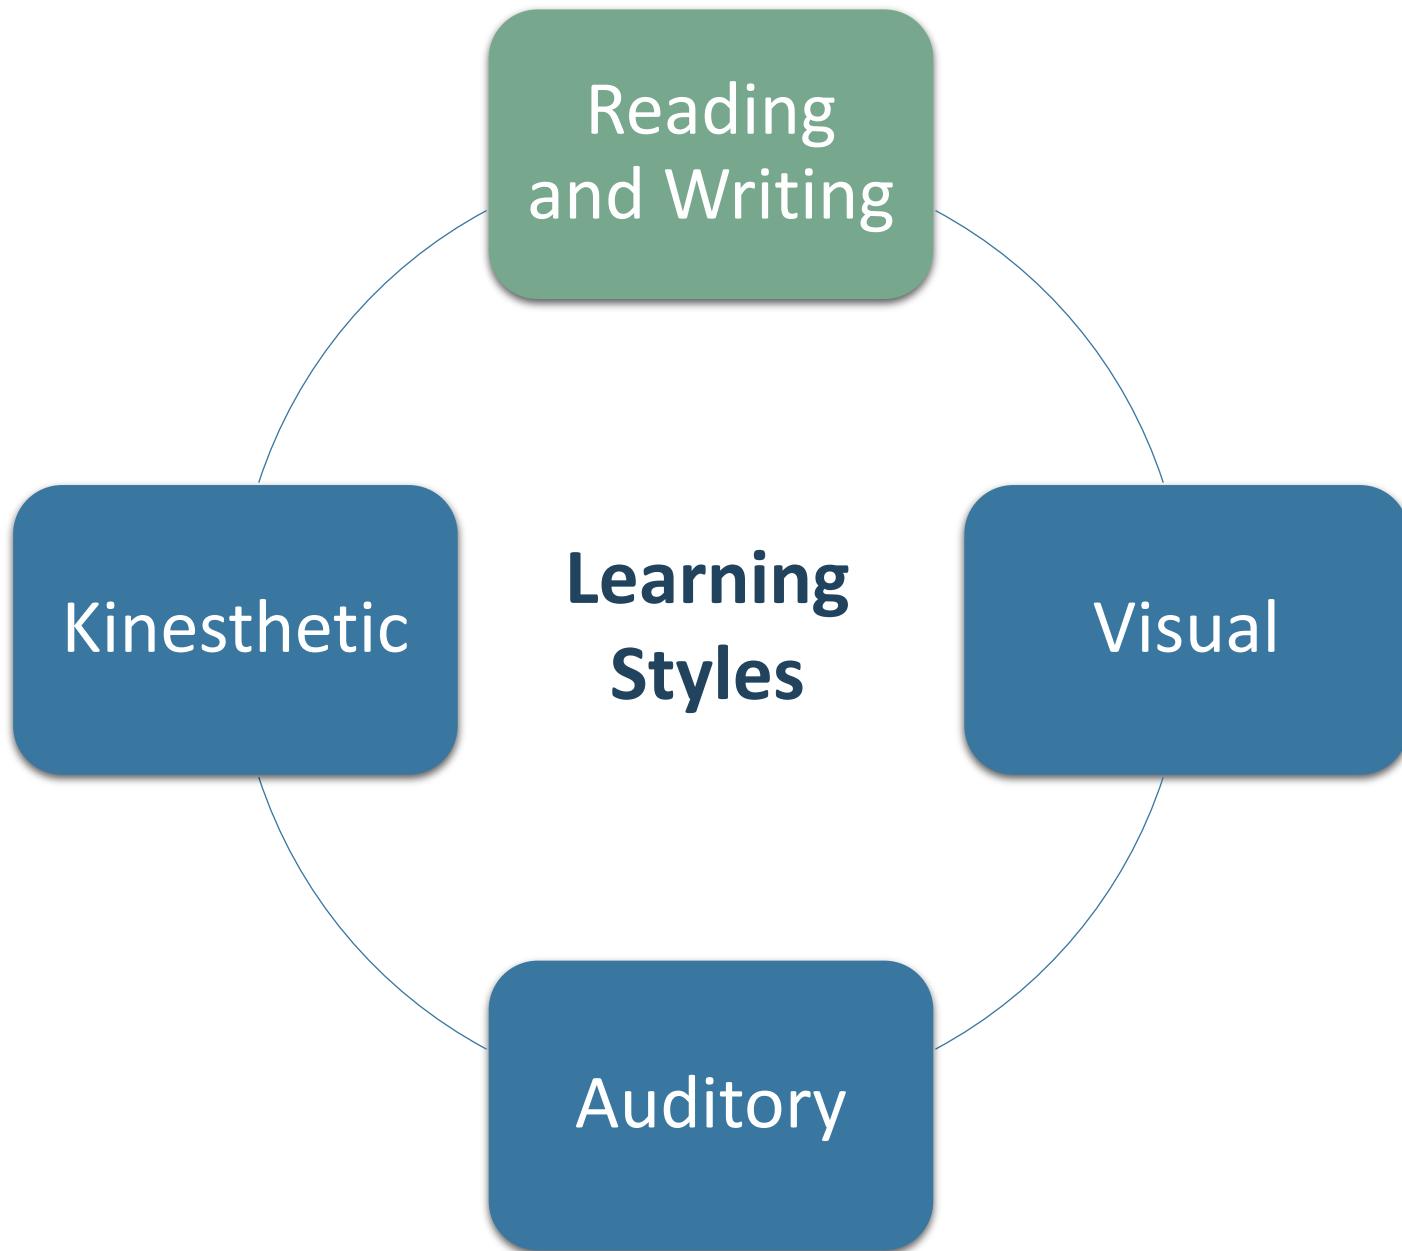 Reading
and Writing
Kinesthetic
Learning
Styles
Visual
Auditory